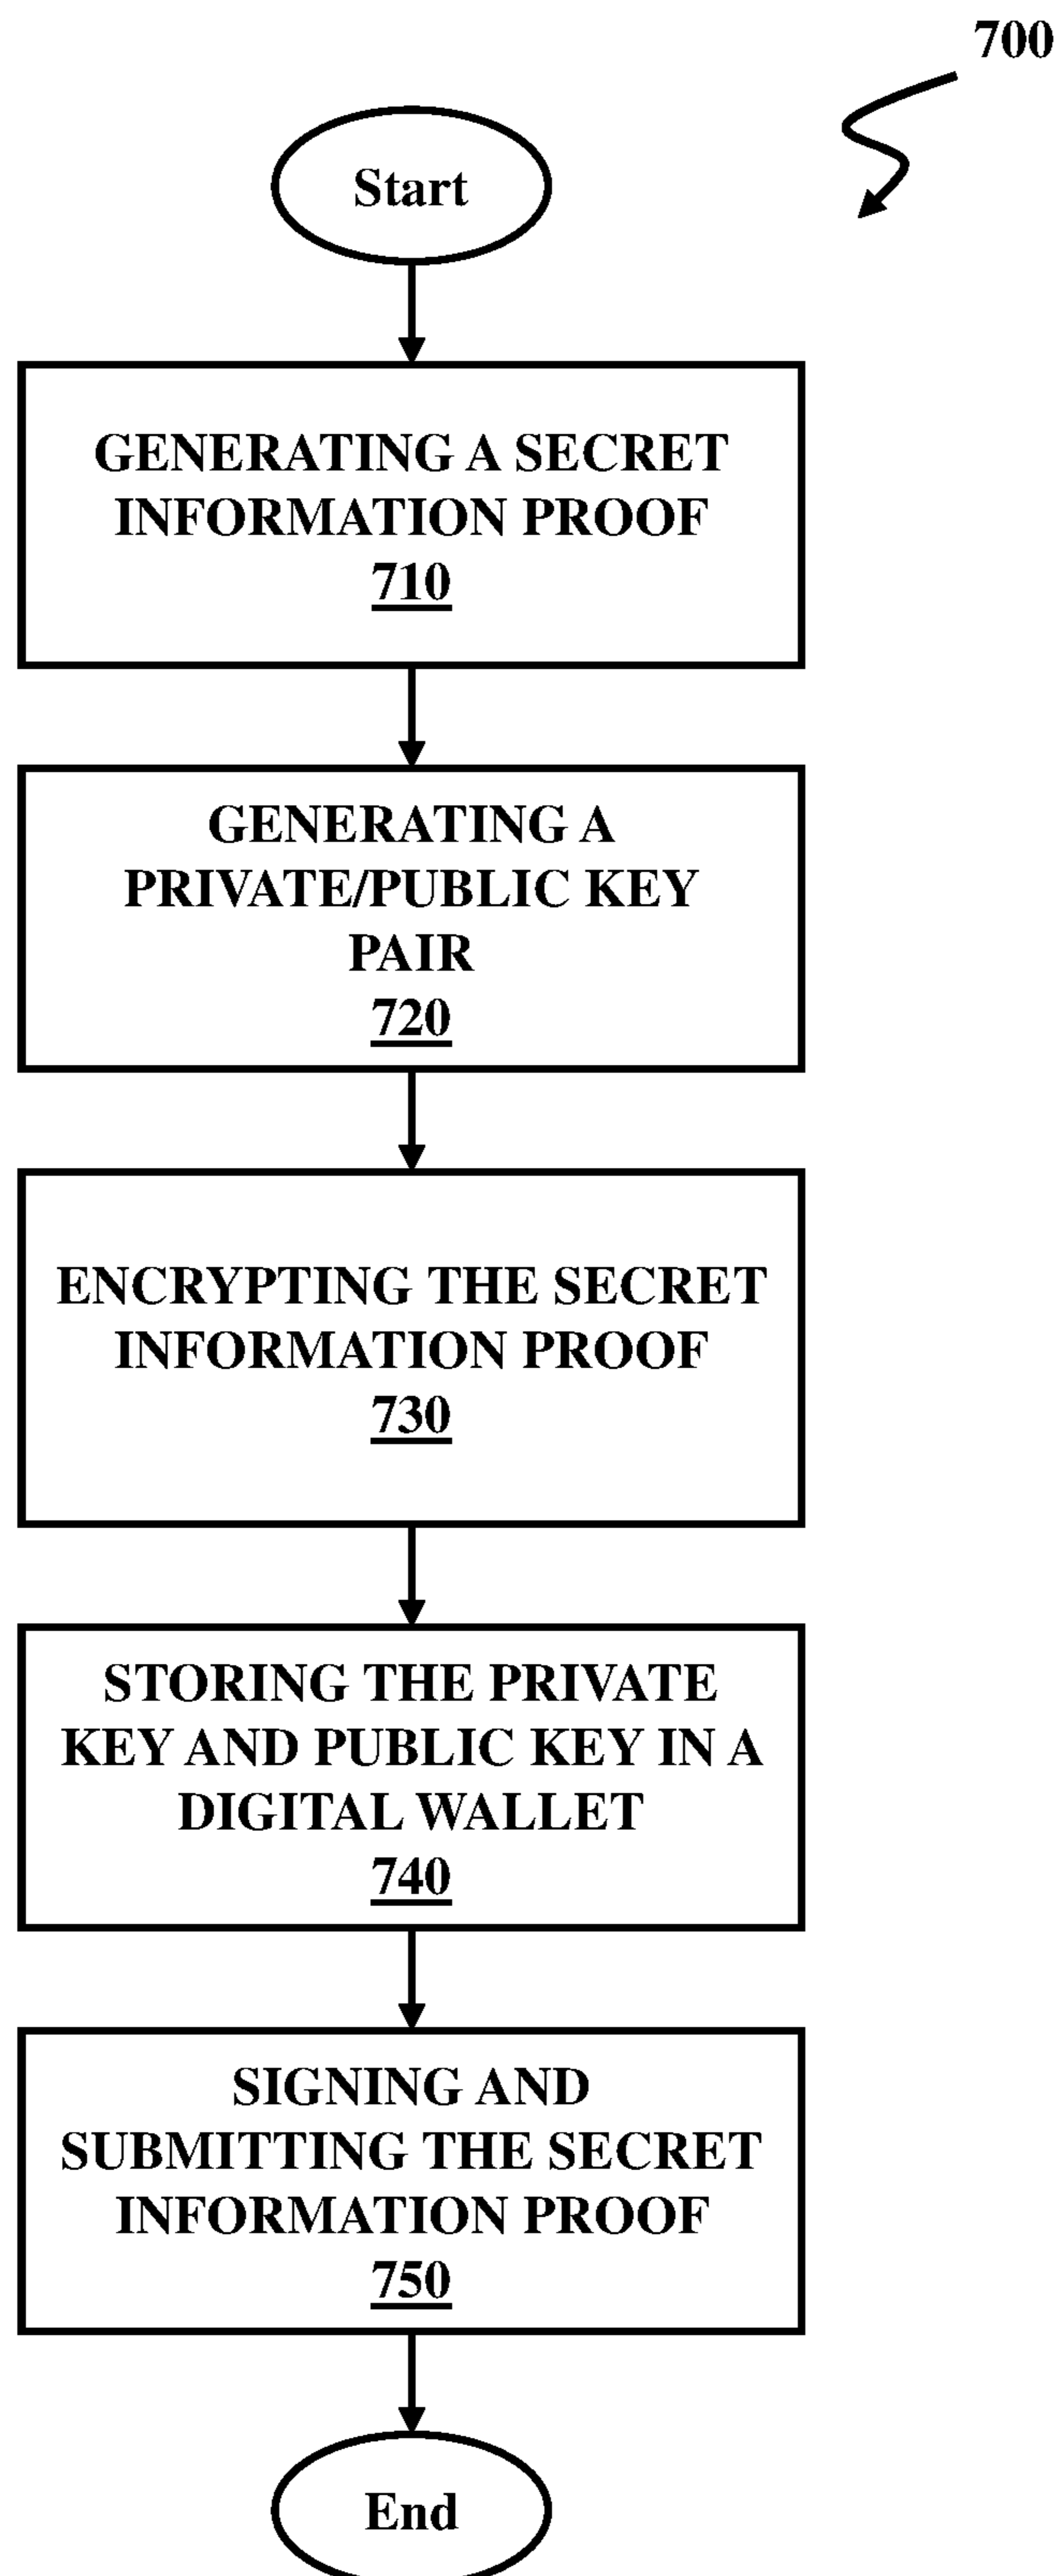 700
Start
GENERATING A SECRET
INFORMATION PROOF
710
GENERATING A
PRIVATE/PUBLIC KEY
PAIR
720
ENCRYPTING THE SECRET
INFORMATION PROOF
730
STORING THE PRIVATE
KEY AND PUBLIC KEY IN A
DIGITAL WALLET
740
SIGNING AND
SUBMITTING THE SECRET
INFORMATION PROOF
750
End